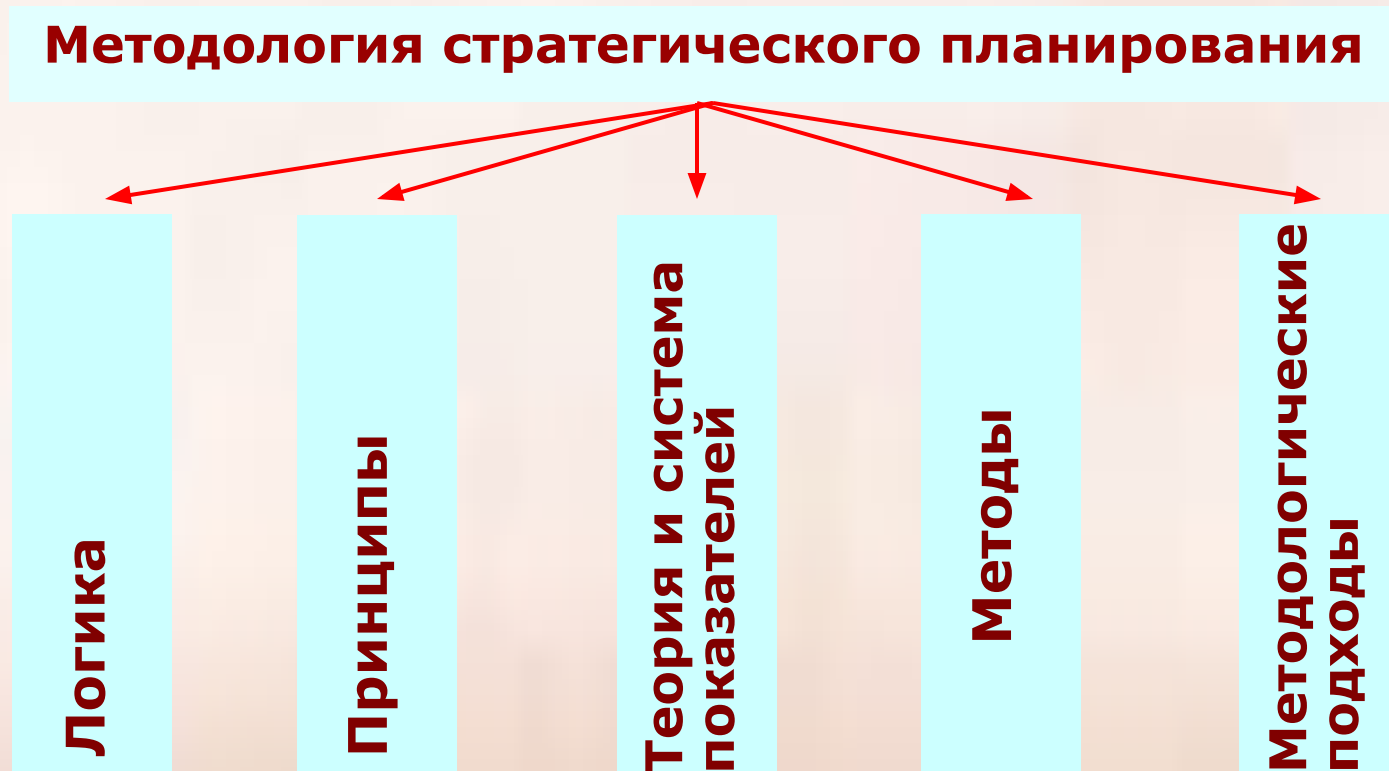 Методология стратегического планирования
Логика
Принципы
Теория и система
показателей
Методы
Методологические
подходы